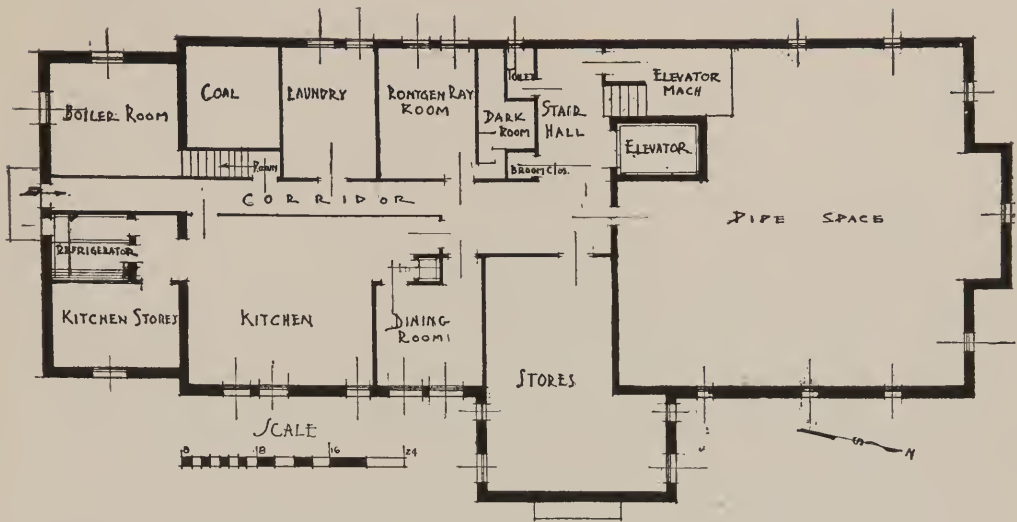 BOILER ROOM
COAL
LAUNDRY
RONTGEN RAY
ROOM
TOILET
DARK
ROOM
STAIR
HALL
ELEVATOR
MACH
ELEVATOR
BROOM CLOS.
DOWN
CORRIDOR
PIPE SPACE
REFRIGERATOR
KITCHEN STORES
KITCHEN
DINING
ROOM
STORES
SCALE
8 16 24
S N